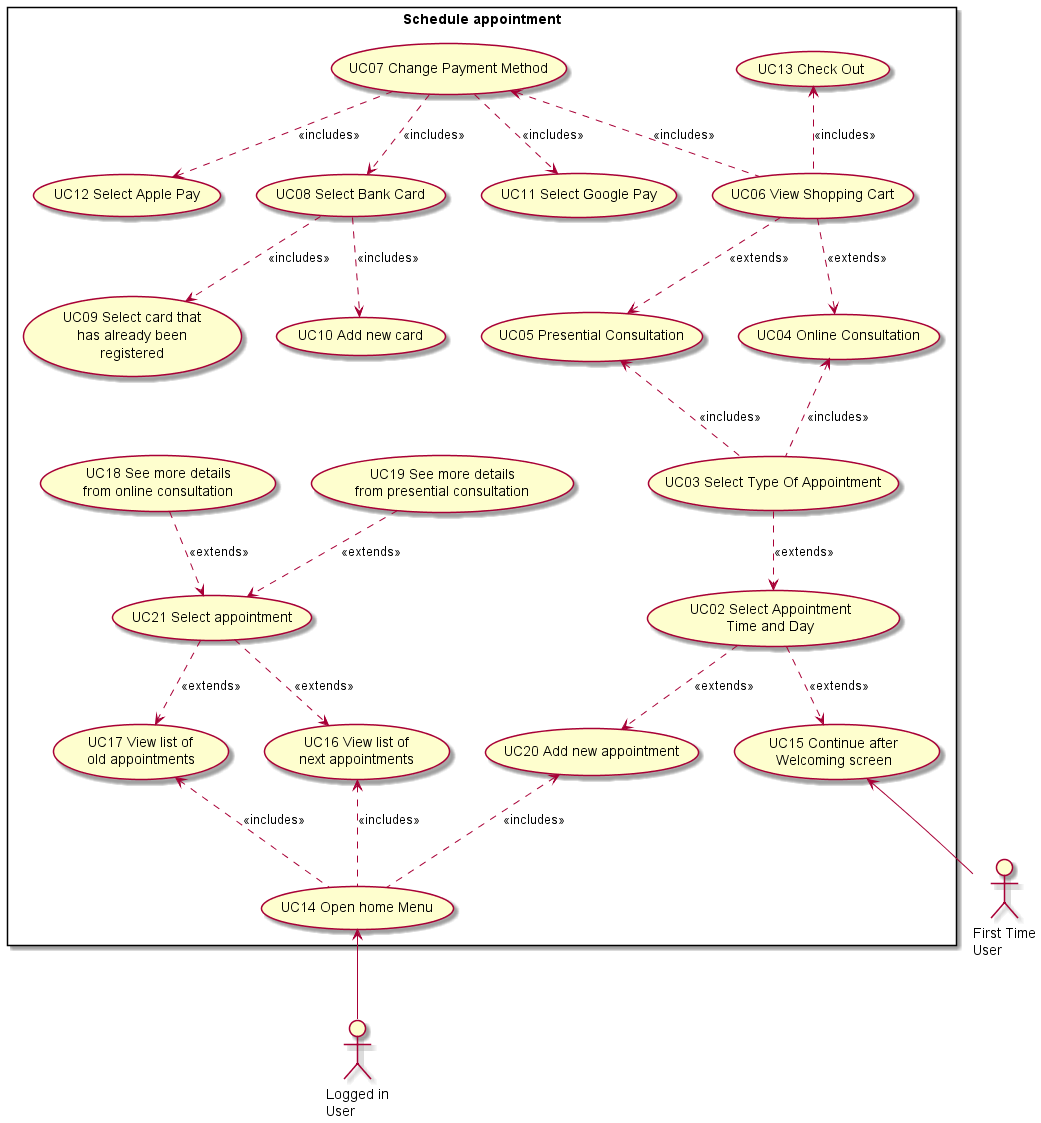 Schedule appointment
UC07 Change Payment Method
UC13 Check Out
«includes»
«includes»
«includes»
«includes»
«includes»
UC12 Select Apple Pay
UC08 Select Bank Card
UC11 Select Google Pay
UC06 View Shopping Cart
«includes»
«includes»
«extends»
«extends»
UC09 Select card that
has already been
registered
UC10 Add new card
UC05 Presential Consultation
UC04 Online Consultation
«includes»
«includes»
UC18 See more details
from online consultation
UC19 See more details
from presential consultation
UC03 Select Type Of Appointment
«extends»
«extends»
«extends»
UC21 Select appointment
UC02 Select Appointment
Time and Day
«extends»
«extends»
«extends»
«extends»
UC17 View list of
old appointments
UC16 View list of
next appointments
UC20 Add new appointment
UC15 Continue after
Welcoming screen
«includes»
«includes»
«includes»
UC14 Open home Menu
First Time
User
Logged in
User